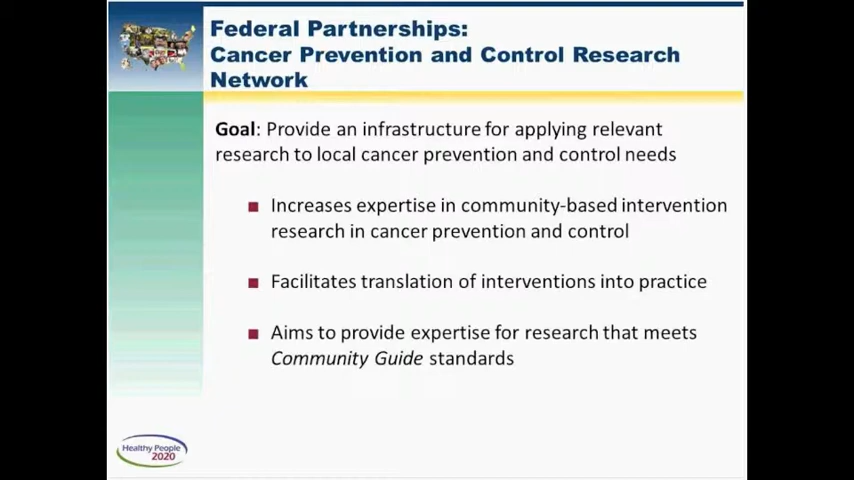 Federal Partnerships:
Cancer Prevention and Control Research
Network
Goal: Provide an infrastructure for applying relevant
research to local cancer prevention and control needs
Increases expertise in community-based intervention
research in cancer prevention and control
Facilitates translation of interventions into practice
Aims to provide expertise for research that meets
Community Guide standards
Healthy People
2020